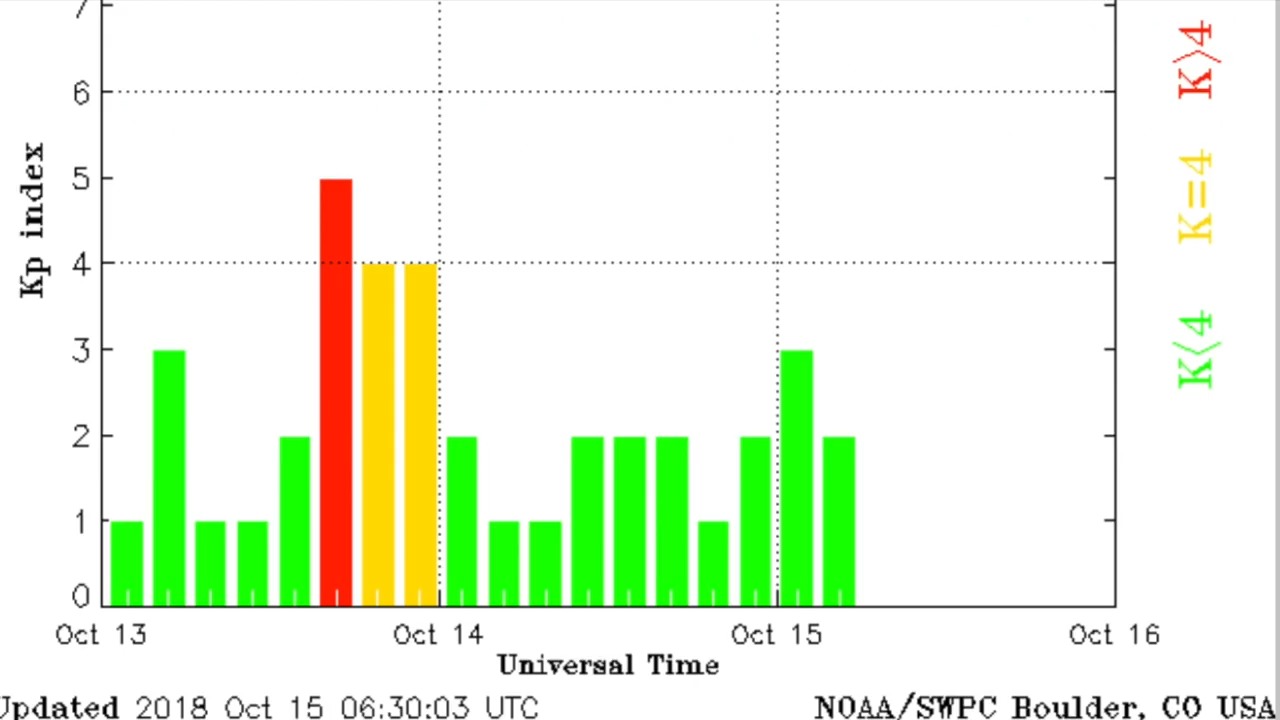 7
6
5
4
3
2
1
0
Kp index
K>4
K=4
K<4
Oct 13 Oct 14 Oct 15 Oct 16
Universal Time
Updated 2018 Oct 15 06:30:03 UTC
NOAA/SWPC Boulder, CO USA